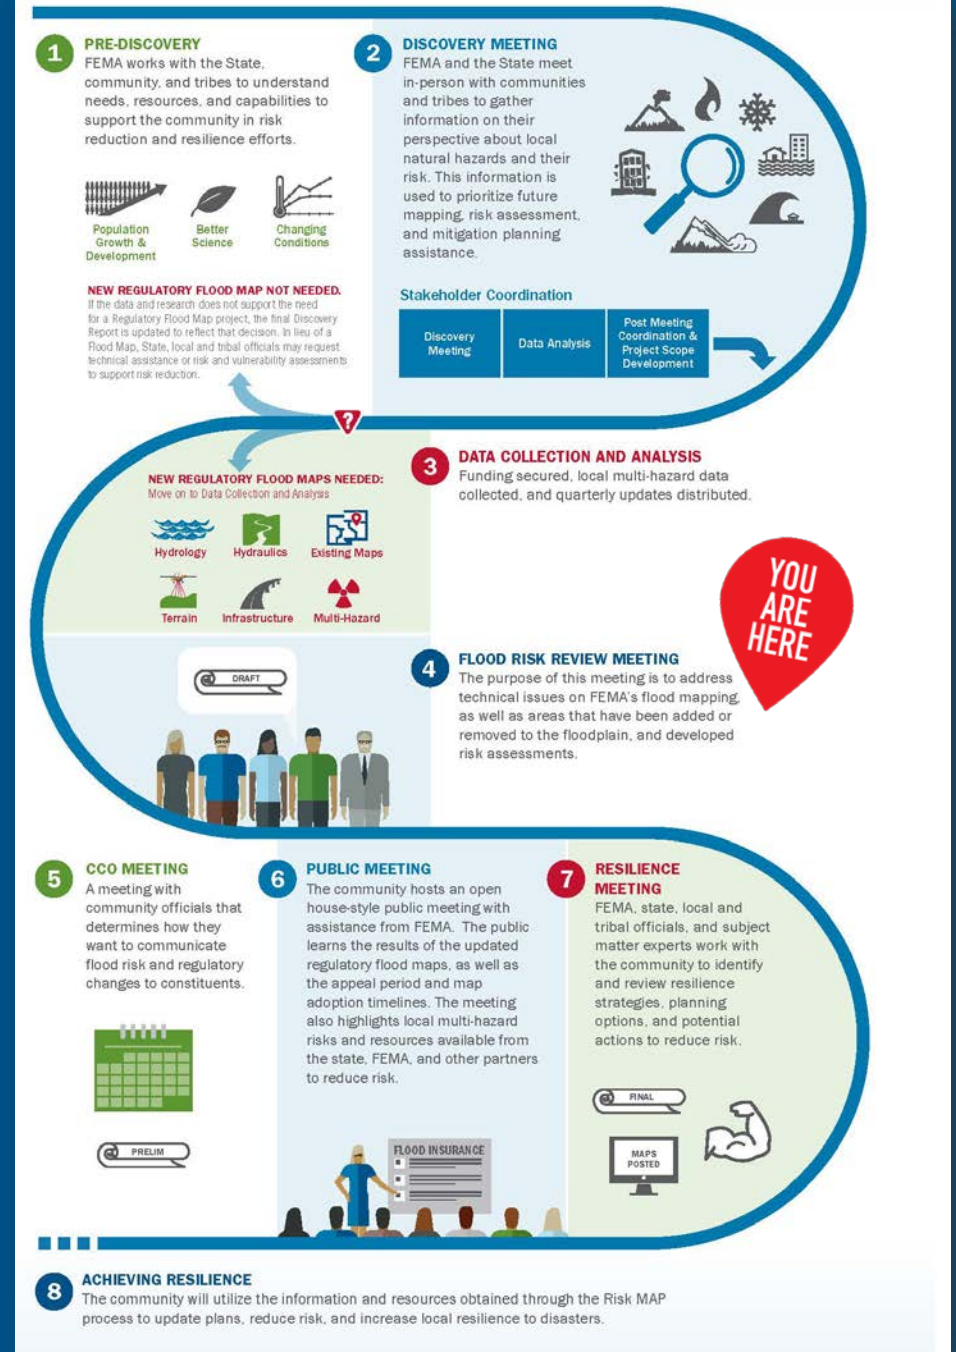 1
PRE-DISCOVERY
FEMA works with the State,
community, and tribes to understand
needs, resources, and capabilities to
support the community in risk
reduction and resilience efforts.
Population
Growth &
Development
Better
Science
Changing
Conditions
NEW REGULATORY FLOOD MAP NOT NEEDED.
If the data and research does not support the need
for a Regulatory Flood Map project, the final Discovery
Report is updated to reflect that decision. In lieu of a
Flood Map, State, local and tribal officials may request
technical assistance or risk and vulnerability assessments
to support risk reduction.
2
DISCOVERY MEETING
FEMA and the State meet
in-person with communities
and tribes to gather
information on their
perspective about local
natural hazards and their
risk. This information is
used to prioritize future
mapping, risk assessment,
and mitigation planning
assistance.
Stakeholder Coordination
Discovery
Meeting
Data Analysis
Post Meeting
Coordination &
Project Scope
Development
?
NEW REGULATORY FLOOD MAPS NEEDED:
Move on to Data Collection and Analysis
Hydrology
Hydraulics
Existing Maps
Terrain
Infrastructure
Multi-Hazard
3
DATA COLLECTION AND ANALYSIS
Funding secured, local multi-hazard data
collected, and quarterly updates distributed.
YOU
ARE
HERE
DRAFT
4
FLOOD RISK REVIEW MEETING
The purpose of this meeting is to address
technical issues on FEMA's flood mapping,
as well as areas that have been added or
removed to the floodplain, and developed
risk assessments.
5
CCO MEETING
A meeting with
community officials that
determines how they
want to communicate
flood risk and regulatory
changes to constituents.
PRELIM
6
PUBLIC MEETING
The community hosts an open
house-style public meeting with
assistance from FEMA. The public
learns the results of the updated
regulatory flood maps, as well as
the appeal period and map
adoption timelines. The meeting
also highlights local multi-hazard
risks and resources available from
the state, FEMA, and other partners
to reduce risk.
FLOOD INSURANCE
7
RESILIENCE
MEETING
FEMA, state, local and
tribal officials, and subject
matter experts work with
the community to identify
and review resilience
strategies, planning
options, and potential
actions to reduce risk.
FINAL
MAPS
POSTED
8
ACHIEVING RESILIENCE
The community will utilize the information and resources obtained through the Risk MAP
process to update plans, reduce risk, and increase local resilience to disasters.